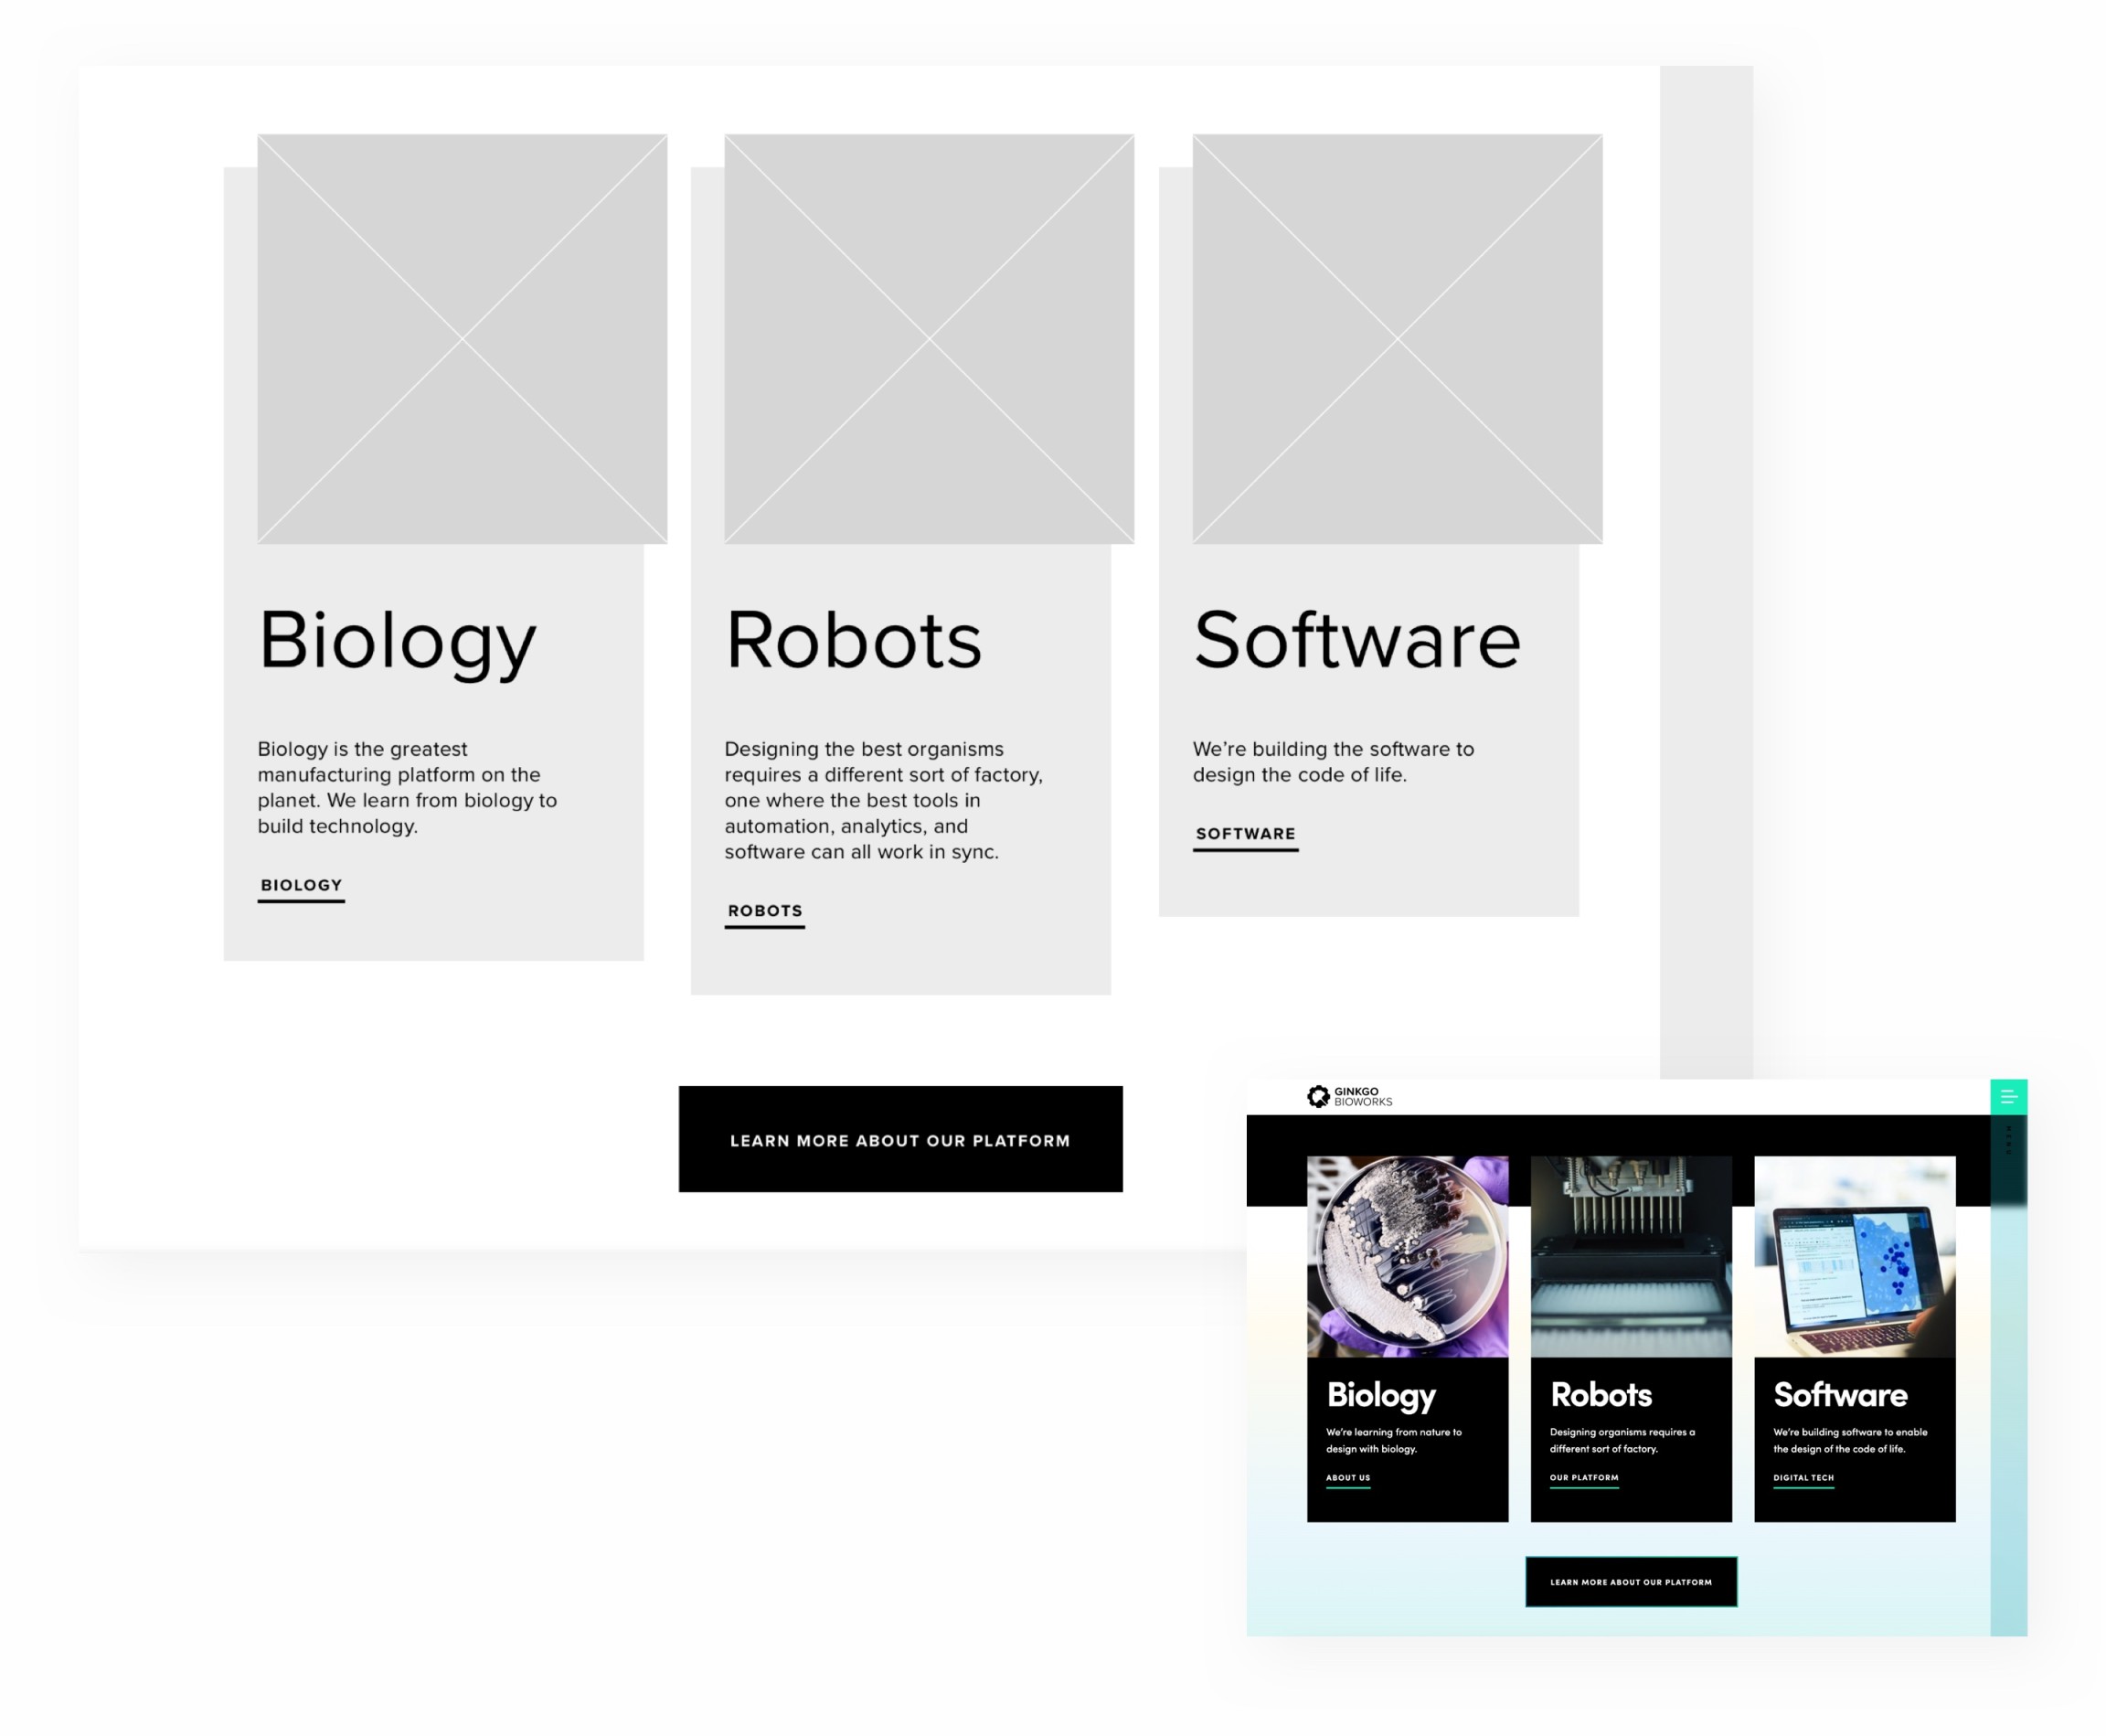 Biology
Biology is the greatest
manufacturing platform on the
planet. We learn from biology to
build technology.
BIOLOGY
Robots
Designing the best organisms
requires a different sort of factory,
one where the best tools in
automation, analytics, and
software can all work in sync.
ROBOTS
Software
We’re building the software to
design the code of life.
SOFTWARE
LEARN MORE ABOUT OUR PLATFORM
GINKGO
BIOWORKS
Biology
We’re learning from nature to
design with biology.
ABOUT US
Robots
Designing organisms requires a
different sort of factory.
OUR PLATFORM
Software
We’re building software to enable
the design of the code of life.
DIGITAL TECH
LEARN MORE ABOUT OUR PLATFORM